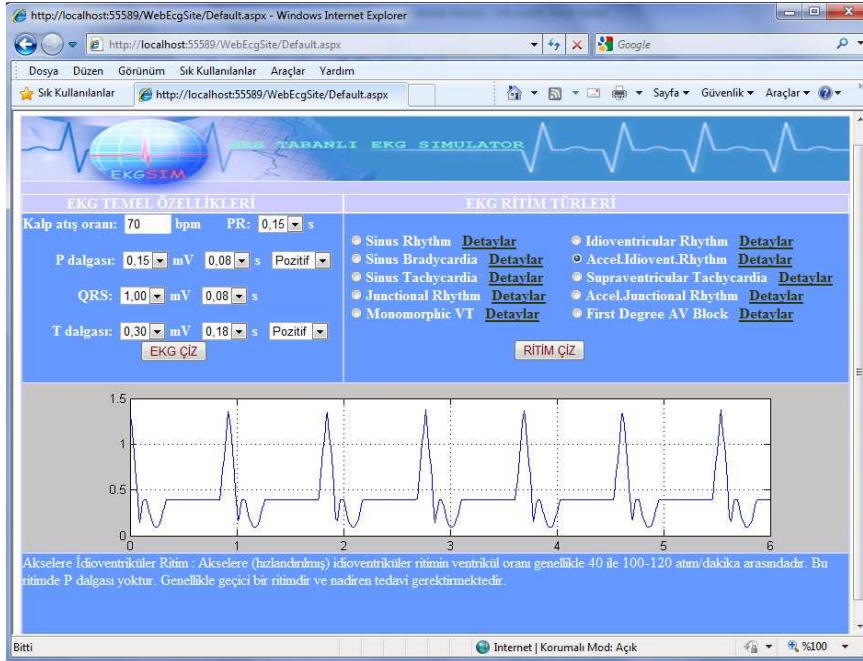 http://localhost:55589/WebEcgSite/Default.aspx - Windows Internet Explorer
http://localhost:55589/WebEcgSite/Default.aspx
Google
Dosya Düzen Görünüm Sık Kullanılanlar Araçlar Yardım
Sık Kullanılanlar http://localhost:55589/WebEcgSite/Default.aspx Sayfa Güvenlik Araçlar
WEB TABANLI EKG SIMULATOR
EKGSIM
EKG TEMEL ÖZELLİKLERİ EKG RİTİM TÜRLERİ
Kalp atış oranı: 70 bpm PR: 0,15 s
P dalgası: 0,15 mV 0,08 s Pozitif
QRS: 1,00 mV 0,08 s
T dalgası: 0,30 mV 0,18 s Pozitif
EKG ÇİZ
Sinus Rhythm Detaylar Idioventricular Rhythm Detaylar
Sinus Bradycardia Detaylar Accel.Idiovent.Rhythm Detaylar
Sinus Tachycardia Detaylar Supraventricular Tachycardia Detaylar
Junctional Rhythm Detaylar Accel.Junctional Rhythm Detaylar
Monomorphic VT Detaylar First Degree AV Block Detaylar
RİTİM ÇİZ
1.5
1
0.5
0
0 1 2 3 4 5 6
Akselere İdioventriküler Ritim : Akselere (hızlandırılmış) idioventriküler ritimin ventrikül oranı genellikle 40 ile 100-120 atım/dakika arasındadır. Bu
ritimde P dalgası yoktur. Genellikle geçici bir ritimdir ve nadiren tedavi gerektirmektedir.
Bitti Internet | Korumalı Mod: Açık %100